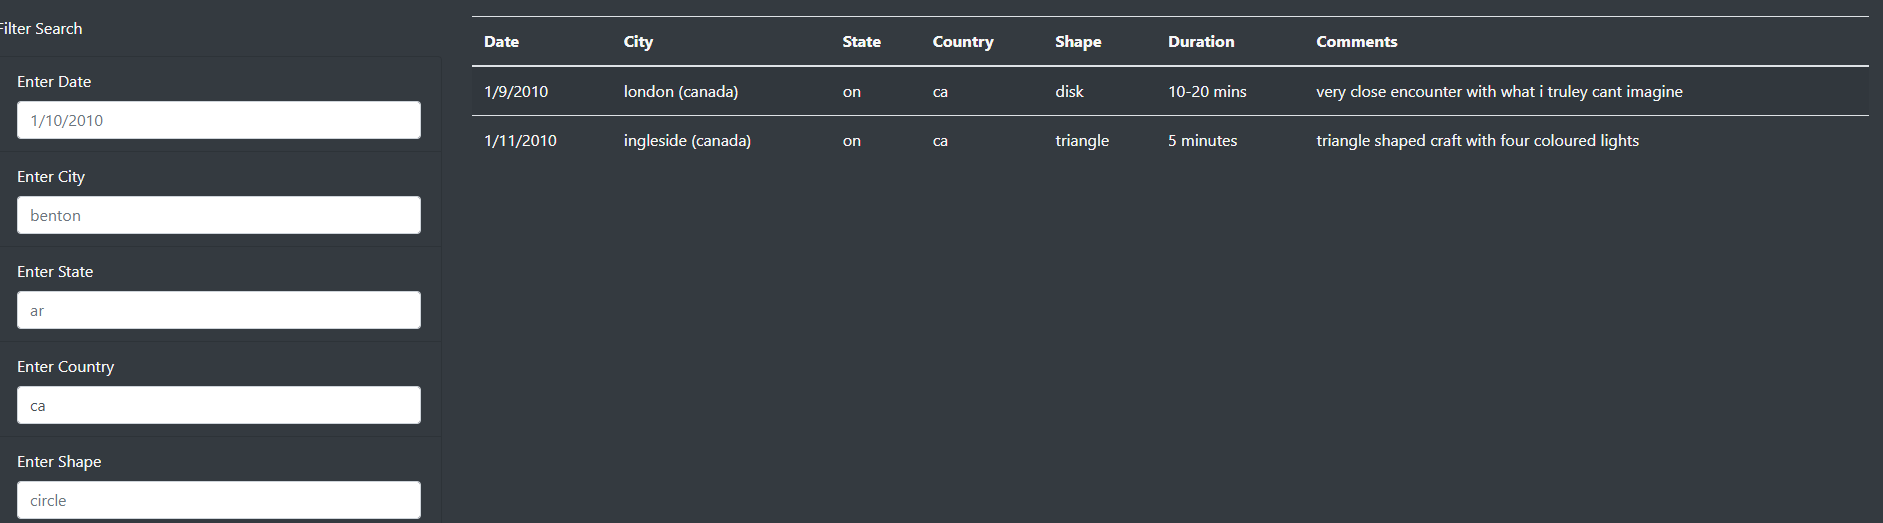 Filter Search
Enter Date
1/10/2010
Enter City
benton
Enter State
ar
Enter Country
ca
Enter Shape
circle
Date City State Country Shape Duration Comments
1/9/2010 london (canada) on ca disk 10-20 mins very close encounter with what i truley cant imagine
1/11/2010 ingleside (canada) on ca triangle 5 minutes triangle shaped craft with four coloured lights